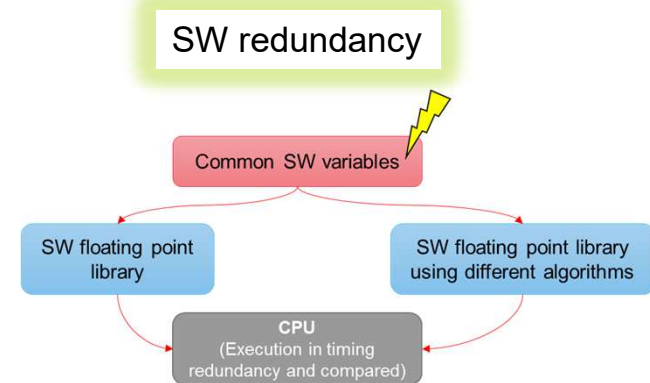 SW redundancy
Common SW variables
SW floating point
library
SW floating point library
using different algorithms
CPU
(Execution in timing
redundancy and compared)